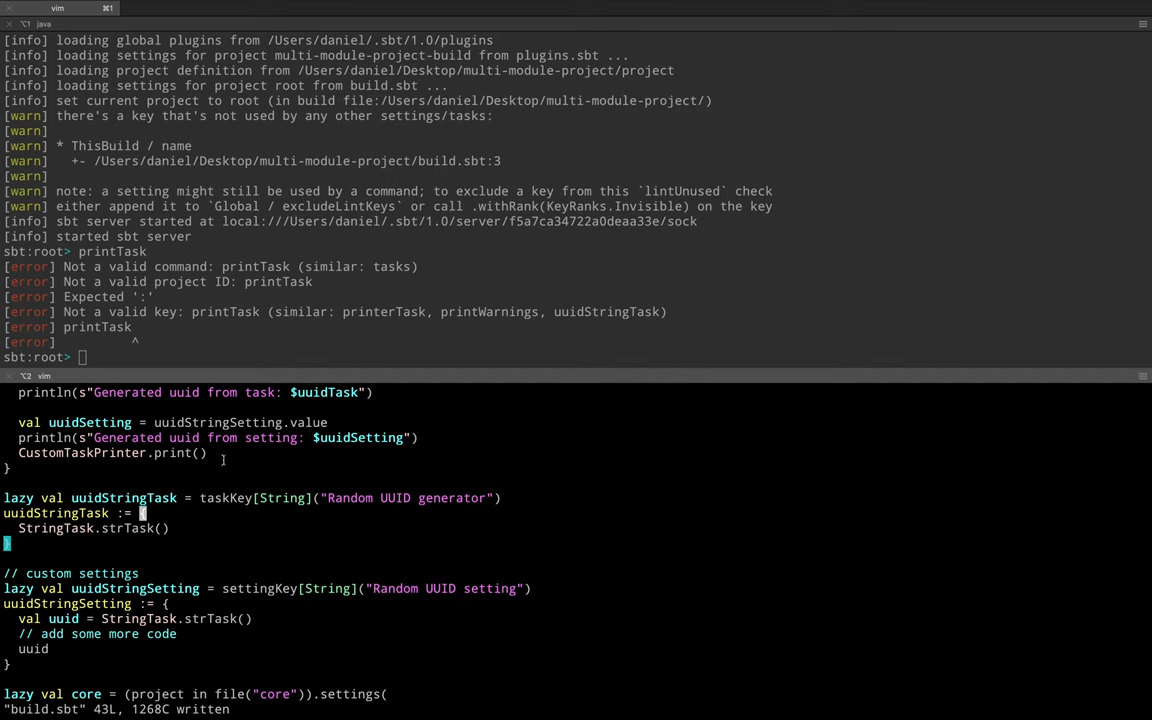 vim
⌘1
⌥1 java
[info] loading global plugins from /Users/daniel/.sbt/1.0/plugins
[info] loading settings for project multi-module-project-build from plugins.sbt ...
[info] loading project definition from /Users/daniel/Desktop/multi-module-project/project
[info] loading settings for project root from build.sbt ...
[info] set current project to root (in build file:/Users/daniel/Desktop/multi-module-project/)
[warn] there's a key that's not used by any other settings/tasks:
[warn]
[warn] * ThisBuild / name
[warn]   +- /Users/daniel/Desktop/multi-module-project/build.sbt:3
[warn]
[warn] note: a setting might still be used by a command; to exclude a key from this `lintUnused` check
[warn] either append it to `Global / excludeLintKeys` or call .withRank(KeyRanks.Invisible) on the key
[info] sbt server started at local:///Users/daniel/.sbt/1.0/server/f5a7ca34722a0deaa33e/sock
[info] started sbt server
sbt:root> printTask
[error] Not a valid command: printTask (similar: tasks)
[error] Not a valid project ID: printTask
[error] Expected ':'
[error] Not a valid key: printTask (similar: printerTask, printWarnings, uuidStringTask)
[error] printTask
[error]          ^
sbt:root>
⌥2 vim
  println(s"Generated uuid from task: $uuidTask")
  val uuidSetting = uuidStringSetting.value
  println(s"Generated uuid from setting: $uuidSetting")
  CustomTaskPrinter.print()
}
lazy val uuidStringTask = taskKey[String]("Random UUID generator")
uuidStringTask := {
  StringTask.strTask()
}
// custom settings
lazy val uuidStringSetting = settingKey[String]("Random UUID setting")
uuidStringSetting := {
  val uuid = StringTask.strTask()
  // add some more code
  uuid
}
lazy val core = (project in file("core")).settings(
"build.sbt" 43L, 1268C written